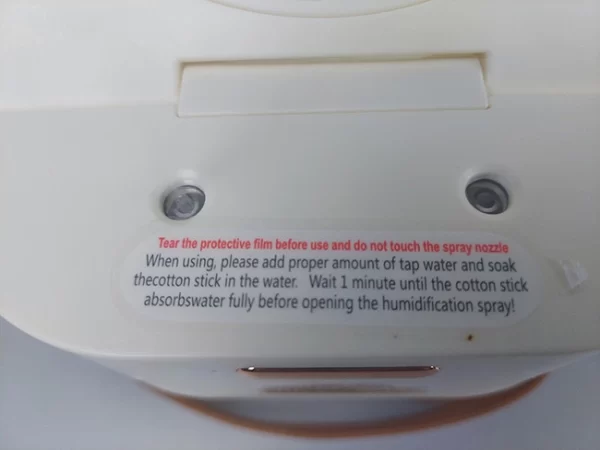 Tear the protective film before use and do not touch the spray nozzle
When using, please add proper amount of tap water and soak
thecotton stick in the water. Wait 1 minute until the cotton stick
absorbswater fully before opening the humidification spray!